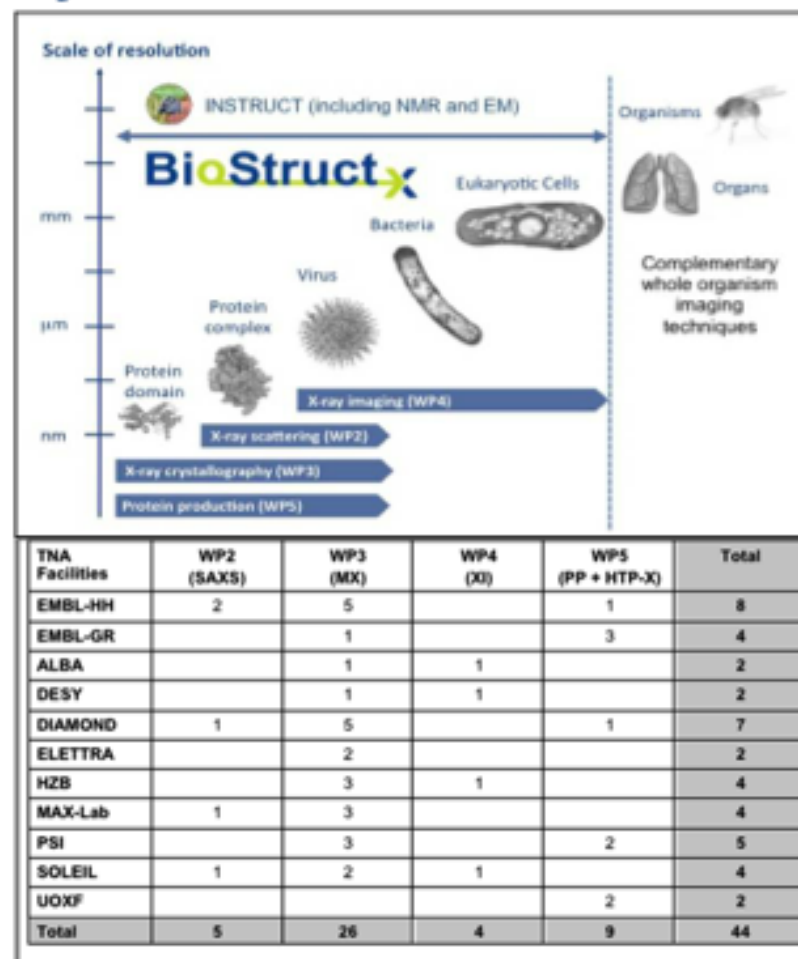 Scale of resolution
INSTRUCT (including NMR and EM)
BioStructx
Organisms
Organs
Eukaryotic Cells
Bacteria
Virus
Protein
complex
Protein
domain
mm
μm
nm
Complementary
whole organism
imaging
techniques
X-ray imaging (WP4)
X-ray scattering (WP2)
X-ray crystallography (WP3)
Protein production (WP5)
TNA Facilities WP2 (SAXS) WP3 (MX) WP4 (XI) WP5 (PP + HTP-X) Total
EMBL-HH 2 5 1 8
EMBL-GR 1 3 4
ALBA 1 1 2
DESY 1 1 2
DIAMOND 1 5 1 7
ELETTRA 2 2
HZB 3 1 4
MAX-Lab 1 3 4
PSI 3 2 5
SOLEIL 1 2 1 4
UOXF 2 2
Total 5 26 4 9 44